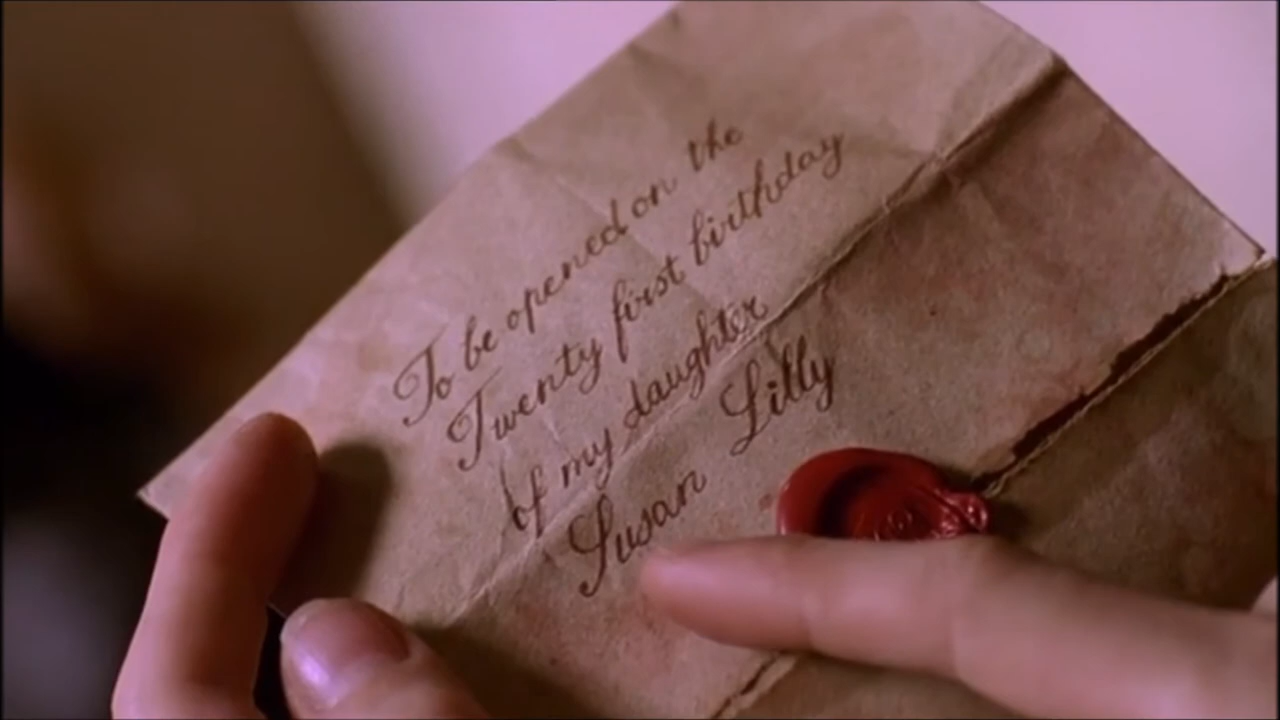 To be opened on the
Twenty first birthday
of my daughter
Susan Lilly